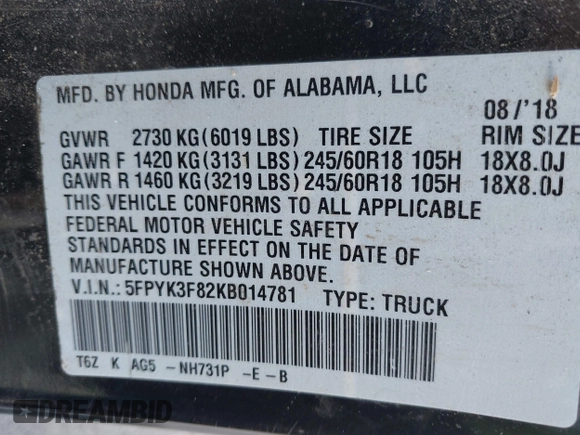 MFD. BY HONDA MFG. OF ALABAMA, LLC
08/'18
GVWR 2730 KG(6019 LBS) TIRE SIZE RIM SIZE
GAWR F 1420 KG(3131 LBS)245/60R18 105H 18X8.0J
GAWR R 1460 KG(3219 LBS)245/60R18 105H 18X8.0J
THIS VEHICLE CONFORMS TO ALL APPLICABLE
FEDERAL MOTOR VEHICLE SAFETY
STANDARDS IN EFFECT ON THE DATE OF
MANUFACTURE SHOWN ABOVE.
V.I.N.: 5FPYK3F82KB014781 TYPE: TRUCK
T6Z K AG5 -NH731P -E-B
DREAMBID